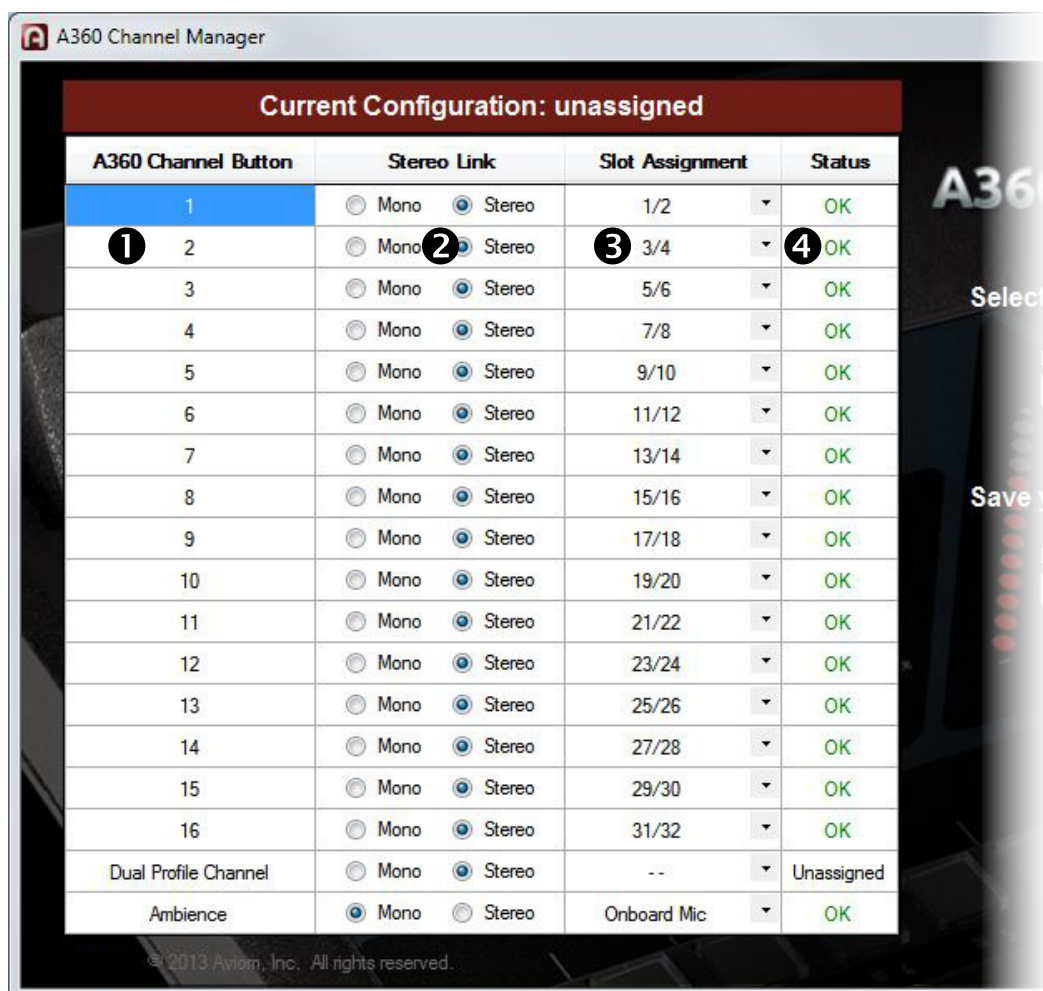 A360 Channel Manager
Current Configuration: unassigned
A360 Channel Button Stereo Link Slot Assignment Status
1 Mono Stereo 1/2 OK
❶ 2 Mono ❷ Stereo ❸ 3/4 ❹ OK
3 Mono Stereo 5/6 OK
4 Mono Stereo 7/8 OK
5 Mono Stereo 9/10 OK
6 Mono Stereo 11/12 OK
7 Mono Stereo 13/14 OK
8 Mono Stereo 15/16 OK
9 Mono Stereo 17/18 OK
10 Mono Stereo 19/20 OK
11 Mono Stereo 21/22 OK
12 Mono Stereo 23/24 OK
13 Mono Stereo 25/26 OK
14 Mono Stereo 27/28 OK
15 Mono Stereo 29/30 OK
16 Mono Stereo 31/32 OK
Dual Profile Channel Mono Stereo -- Unassigned
Ambience Mono Stereo Onboard Mic OK
© 2013 Aviom, Inc. All rights reserved.
A36
Selec
Save